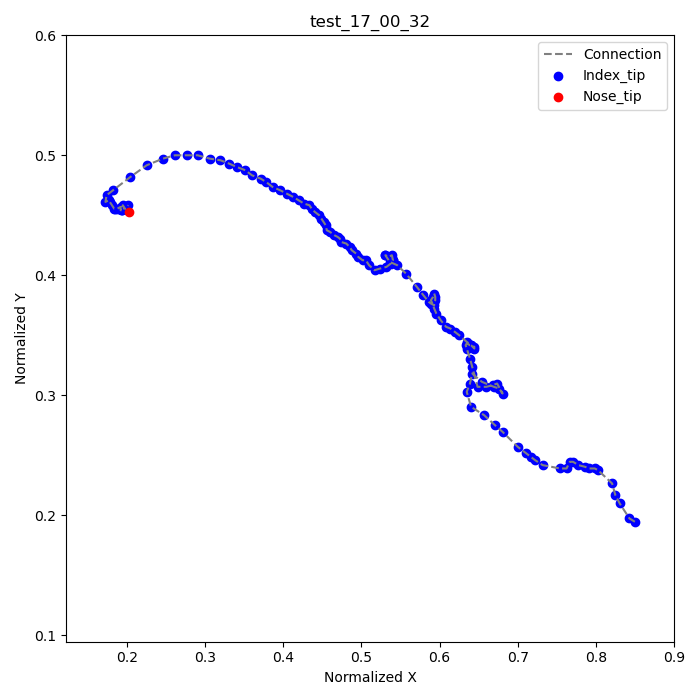 test_17_00_32
Connection
Index_tip
Nose_tip
0.6
0.5
0.4
0.3
0.2
0.1
Normalized Y
0.2 0.3 0.4 0.5 0.6 0.7 0.8 0.9
Normalized X